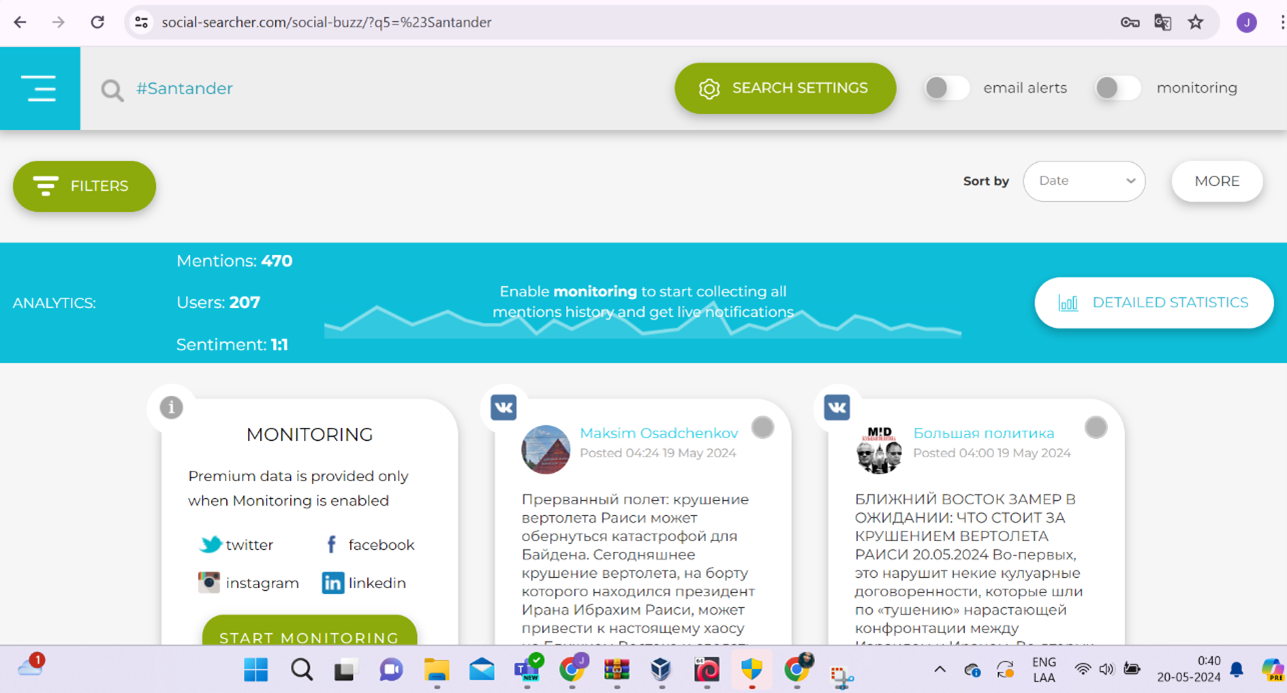 social-searcher.com/social-buzz/?q5=%23Santander
J
#Santander
SEARCH SETTINGS
email alerts
monitoring
FILTERS
Sort by
Date
MORE
ANALYTICS:
Mentions: 470
Users: 207
Sentiment: 1:1
Enable monitoring to start collecting all
mentions history and get live notifications
DETAILED STATISTICS
MONITORING
Premium data is provided only
when Monitoring is enabled
twitter
facebook
instagram
linkedin
START MONITORING
Maksim Osadchenkov
Posted 04:24 19 May 2024
Прерванный полет: крушение
вертолета Раиси может
обернуться катастрофой для
Байдена. Сегодняшнее
крушение вертолета, на борту
которого находился президент
Ирана Ибрахим Раиси, может
привести к настоящему хаосу
Большая политика
Posted 04:00 19 May 2024
БЛИЖНИЙ ВОСТОК ЗАМЕР В
ОЖИДАНИИ: ЧТО СТОИТ ЗА
КРУШЕНИЕМ ВЕРТОЛЕТА
РАИСИ 20.05.2024 Во-первых,
это нарушит некие кулуарные
договоренности, которые шли
по «тушению» нарастающей
конфронтации между
1
NEW
J
ENG
LAA
0:40
20-05-2024
PRE